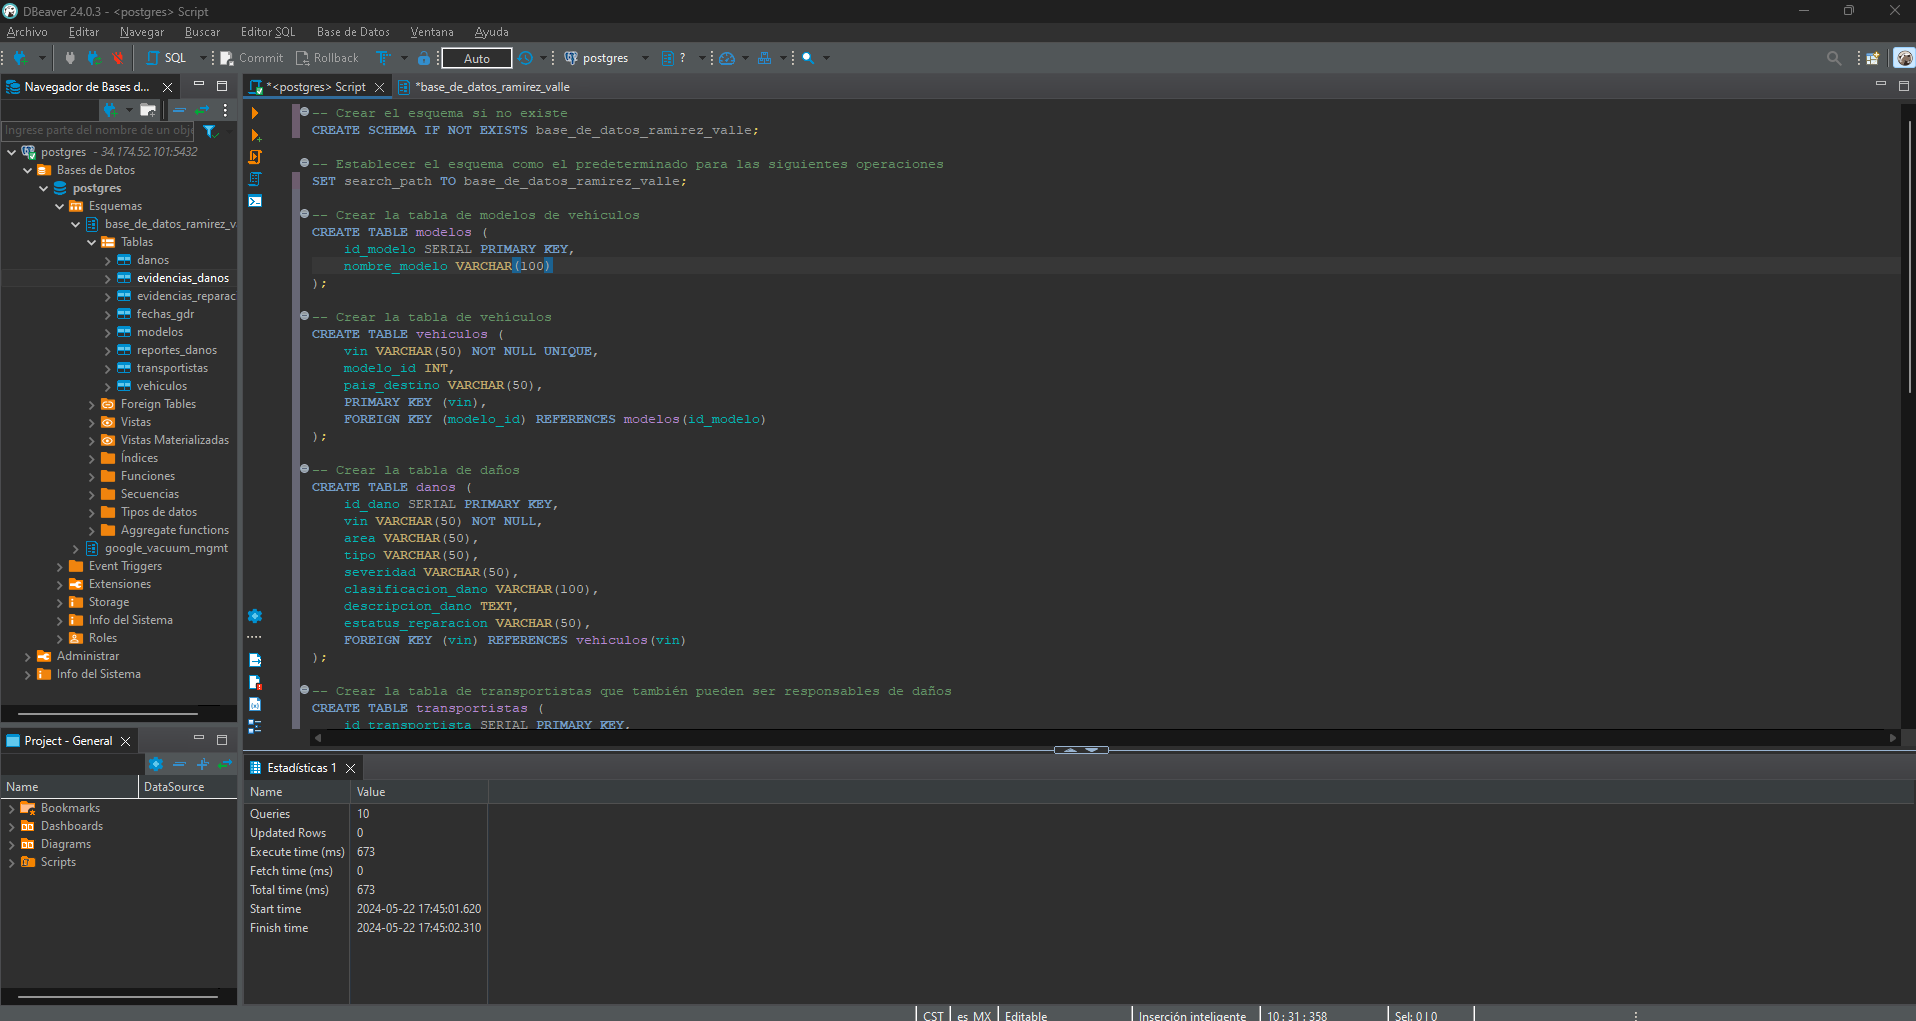 DBeaver 24.0.3 - <postgres> Script
Archivo Editar Navegar Buscar Editor SQL Base de Datos Ventana Ayuda
SQL Commit Rollback Auto postgres ?
Navegador de Bases d...
*<postgres> Script
*base_de_datos_ramirez_valle
Ingrese parte del nombre de un obje
postgres - 34.174.52.101:5432
Bases de Datos
postgres
Esquemas
base_de_datos_ramirez_v
Tablas
danos
evidencias_danos
evidencias_reparac
fechas_gdr
modelos
reportes_danos
transportistas
vehiculos
Foreign Tables
Vistas
Vistas Materializadas
Índices
Funciones
Secuencias
Tipos de datos
Aggregate functions
google_vacuum_mgmt
Event Triggers
Extensiones
Storage
Info del Sistema
Roles
Administrar
Info del Sistema
-- Crear el esquema si no existe
CREATE SCHEMA IF NOT EXISTS base_de_datos_ramirez_valle;
-- Establecer el esquema como el predeterminado para las siguientes operaciones
SET search_path TO base_de_datos_ramirez_valle;
-- Crear la tabla de modelos de vehículos
CREATE TABLE modelos (
id_modelo SERIAL PRIMARY KEY,
nombre_modelo VARCHAR(100)
);
-- Crear la tabla de vehículos
CREATE TABLE vehiculos (
vin VARCHAR(50) NOT NULL UNIQUE,
modelo_id INT,
pais_destino VARCHAR(50),
PRIMARY KEY (vin),
FOREIGN KEY (modelo_id) REFERENCES modelos(id_modelo)
);
-- Crear la tabla de daños
CREATE TABLE danos (
id_dano SERIAL PRIMARY KEY,
vin VARCHAR(50) NOT NULL,
area VARCHAR(50),
tipo VARCHAR(50),
severidad VARCHAR(50),
clasificacion_dano VARCHAR(100),
descripcion_dano TEXT,
estatus_reparacion VARCHAR(50),
FOREIGN KEY (vin) REFERENCES vehiculos(vin)
);
-- Crear la tabla de transportistas que también pueden ser responsables de daños
CREATE TABLE transportistas (
id_transportista SERIAL PRIMARY KEY,
Project - General
Name DataSource
Bookmarks
Dashboards
Diagrams
Scripts
Estadísticas 1
Name Value
Queries 10
Updated Rows 0
Execute time (ms) 673
Fetch time (ms) 0
Total time (ms) 673
Start time 2024-05-22 17:45:01.620
Finish time 2024-05-22 17:45:02.310
CST es_MX Editable Inserción inteligente 10 : 31 : 358 Sel: 0 | 0